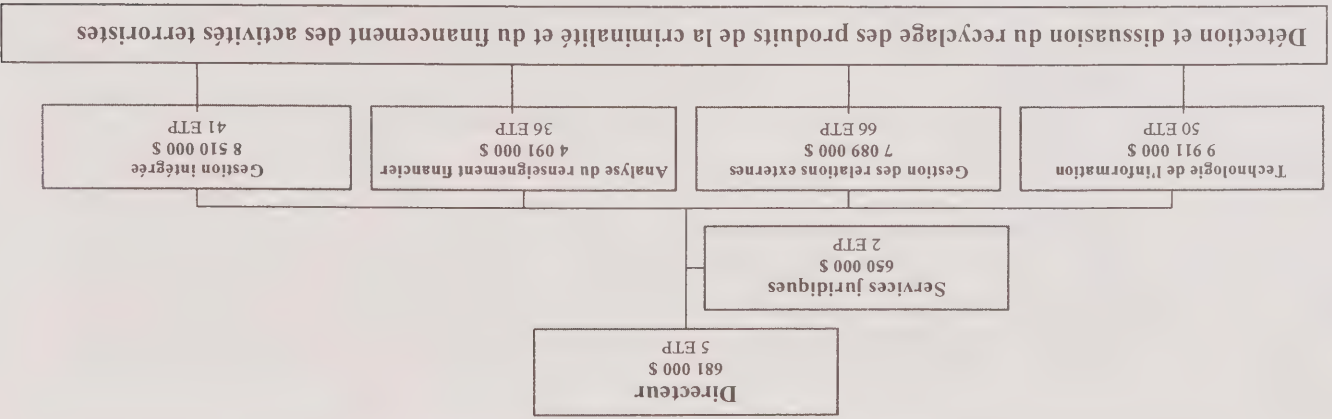 Directeur
681 000 $
5 ETP
Services juridiques
650 000 $
2 ETP
Technologie de l'information
9 911 000 $
50 ETP
Gestion des relations externes
7 089 000 $
66 ETP
Analyse du renseignement financier
4 091 000 $
36 ETP
Gestion intégrée
8 510 000 $
41 ETP
Détection et dissuasion du recyclage des produits de la criminalité et du financement des activités terroristes